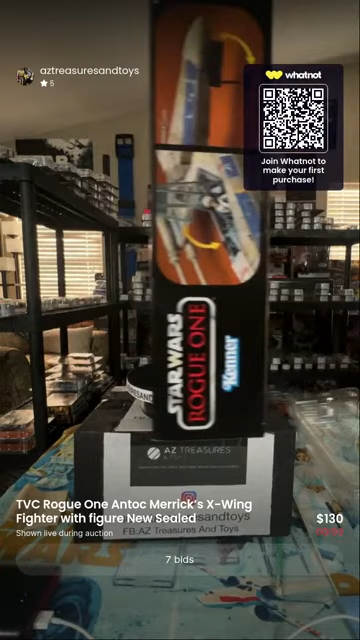 aztreasuresandtoys
5
whatnot
Join Whatnot to
make your first
purchase!
STAR WARS
ROGUE ONE
Kenner
AZ TREASURES
TVC Rogue One Antoc Merrick's X-Wing
Fighter with figure New Sealed
sandtoys
$130
Shown live during auction
FB:AZ Treasures And Toys
7 bids